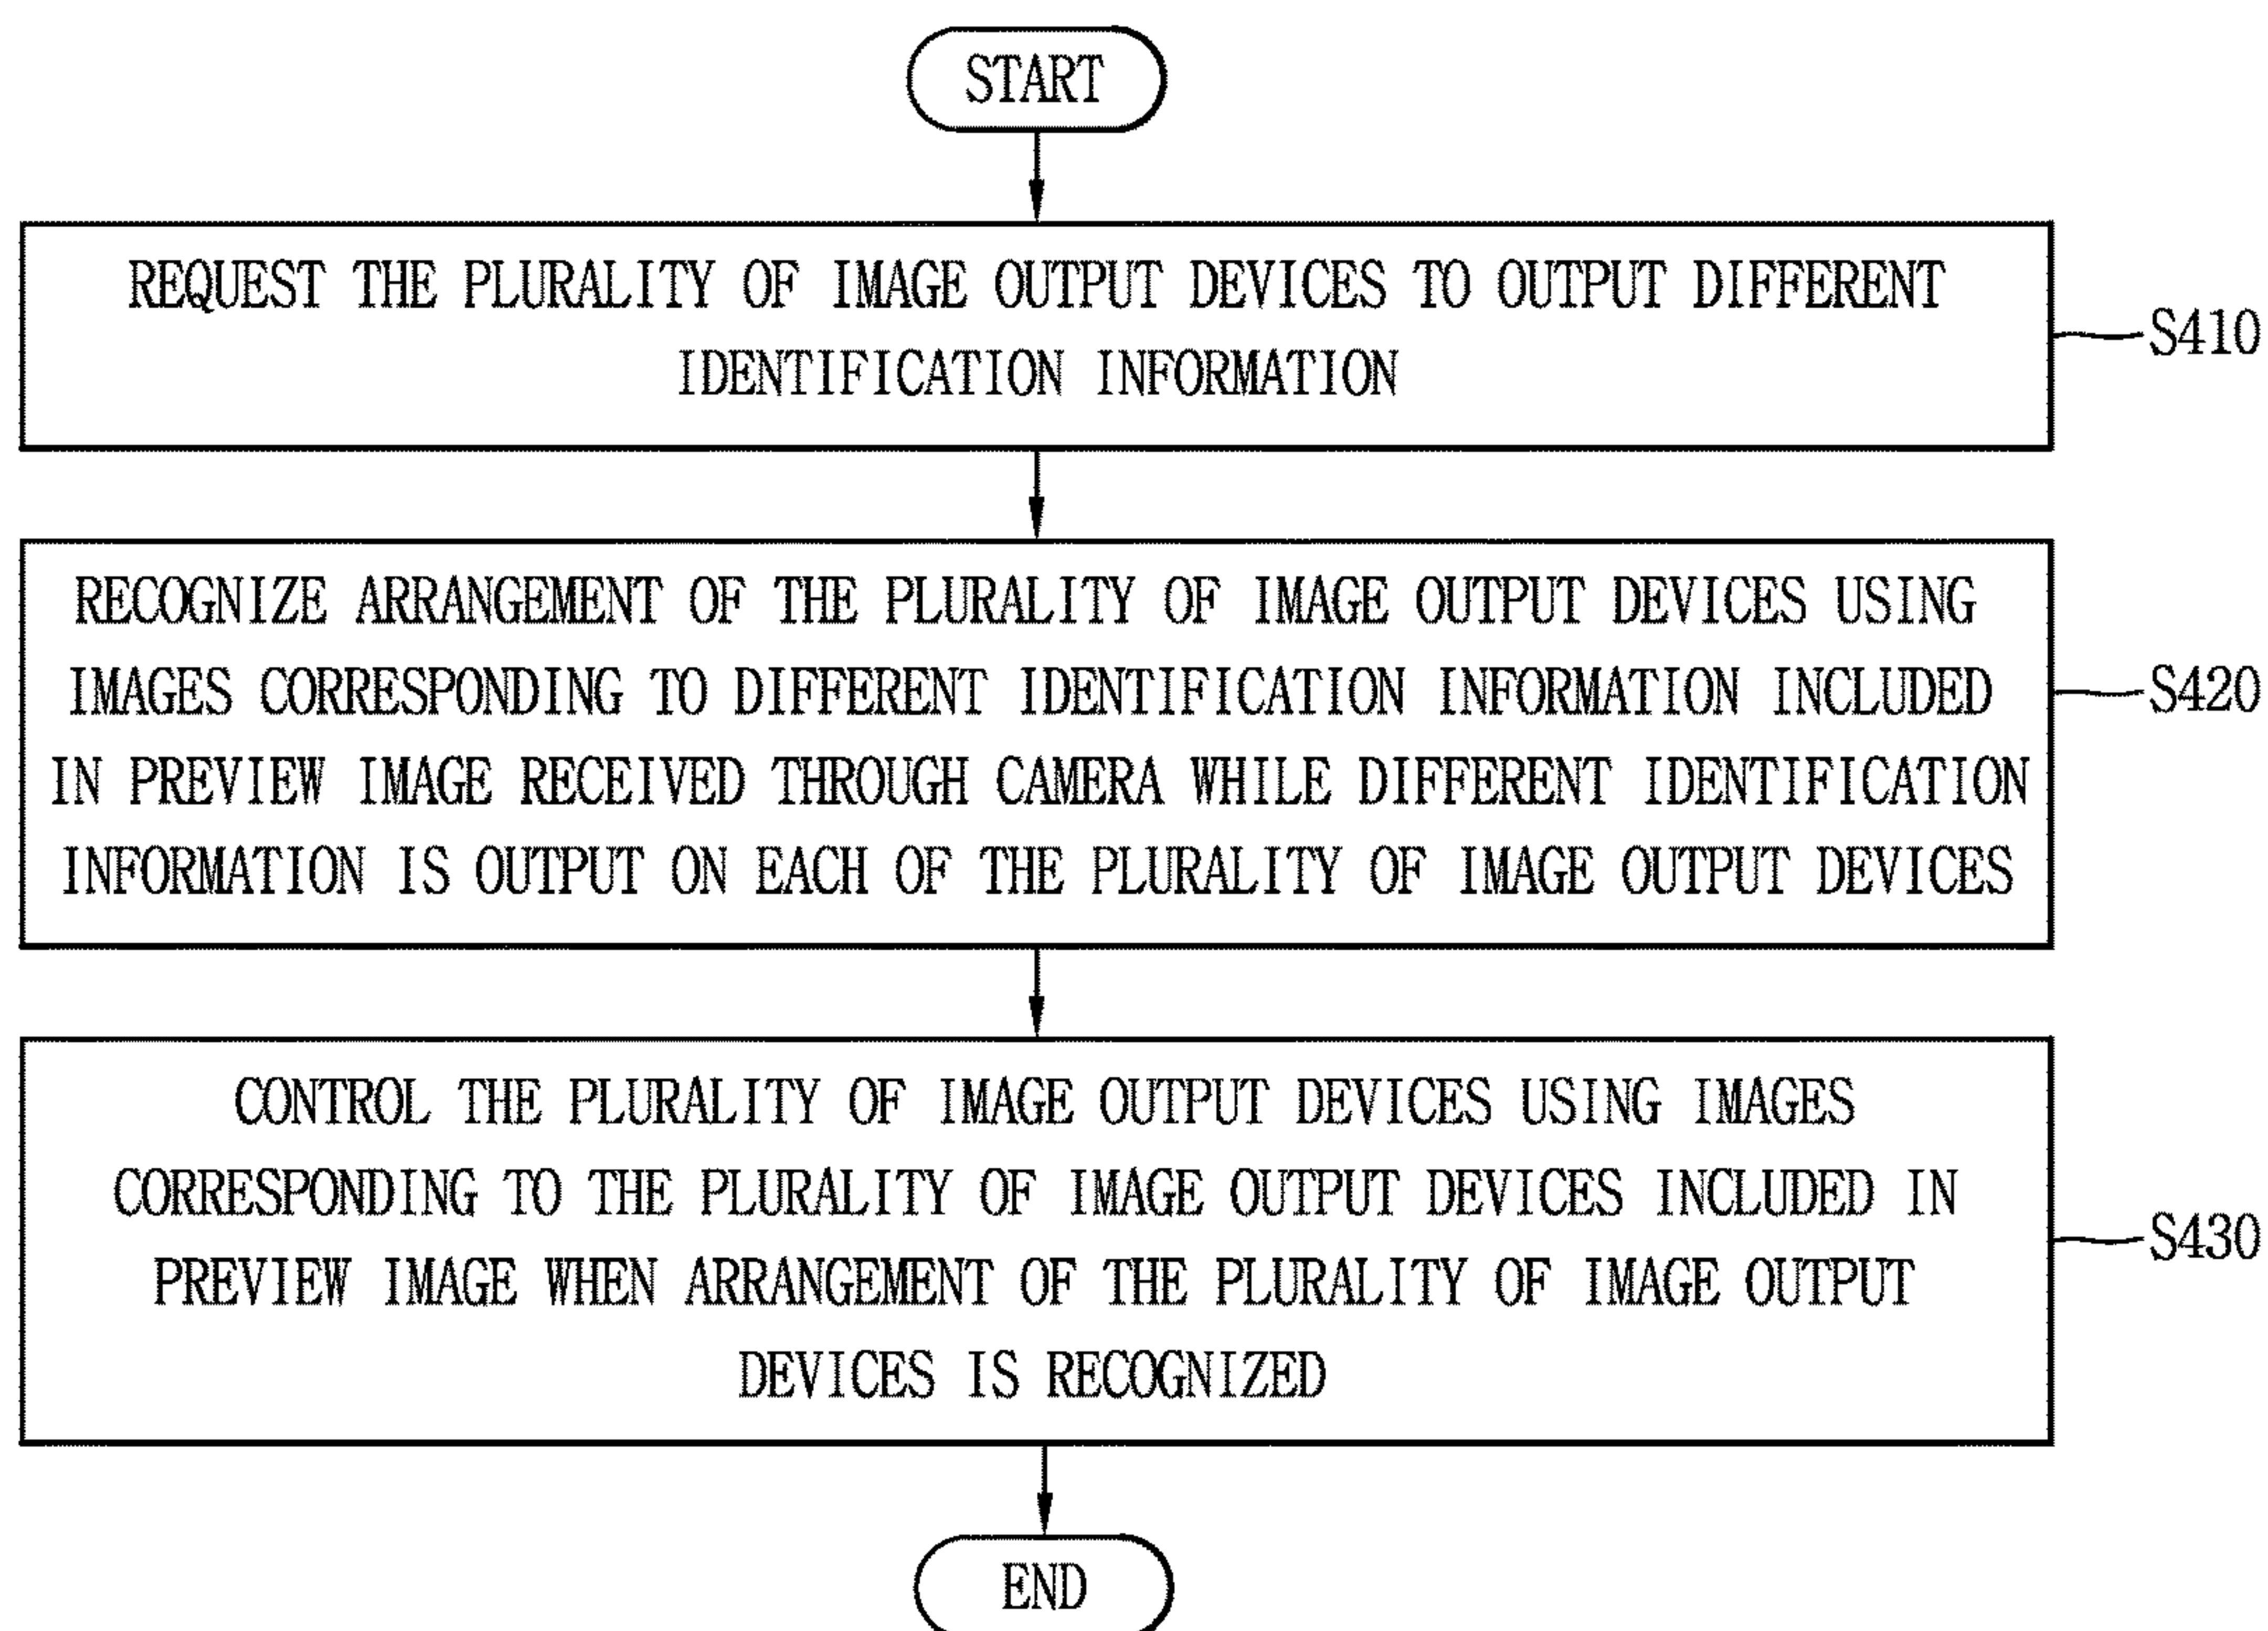 START
REQUEST THE PLURALITY OF IMAGE OUTPUT DEVICES TO OUTPUT DIFFERENT
IDENTIFICATION INFORMATION
S410
RECOGNIZE ARRANGEMENT OF THE PLURALITY OF IMAGE OUTPUT DEVICES USING
IMAGES CORRESPONDING TO DIFFERENT IDENTIFICATION INFORMATION INCLUDED
IN PREVIEW IMAGE RECEIVED THROUGH CAMERA WHILE DIFFERENT IDENTIFICATION
INFORMATION IS OUTPUT ON EACH OF THE PLURALITY OF IMAGE OUTPUT DEVICES
S420
CONTROL THE PLURALITY OF IMAGE OUTPUT DEVICES USING IMAGES
CORRESPONDING TO THE PLURALITY OF IMAGE OUTPUT DEVICES INCLUDED IN
PREVIEW IMAGE WHEN ARRANGEMENT OF THE PLURALITY OF IMAGE OUTPUT
DEVICES IS RECOGNIZED
S430
END